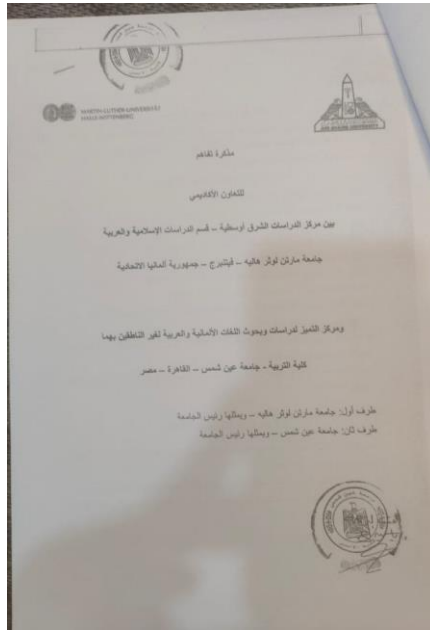 MARTIN-LUTHER-UNIVERSITÄT
HALLE-WITTENBERG
AIN SHAMS UNIVERSITY
مذكرة تفاهم
للتعاون الأكاديمي
بين مركز الدراسات الشرق أوسطية – قسم الدراسات الإسلامية والعربية
جامعة مارتن لوثر هاليه – فيتنبرج – جمهورية ألمانيا الاتحادية
ومركز التميز لدراسات وبحوث اللغات الألمانية والعربية لغير الناطقين بهما
كلية التربية - جامعة عين شمس – القاهرة – مصر
طرف أول: جامعة مارتن لوثر هاليه – ويمثلها رئيس الجامعة
طرف ثان: جامعة عين شمس – ويمثلها رئيس الجامعة